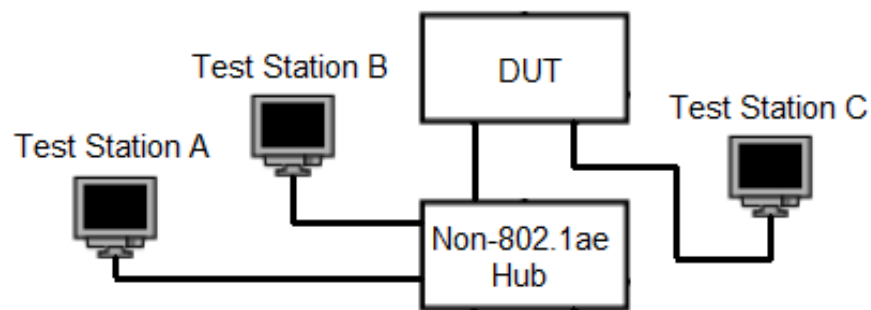 Test Station B
DUT
Test Station C
Test Station A
Non-802.1ae
Hub